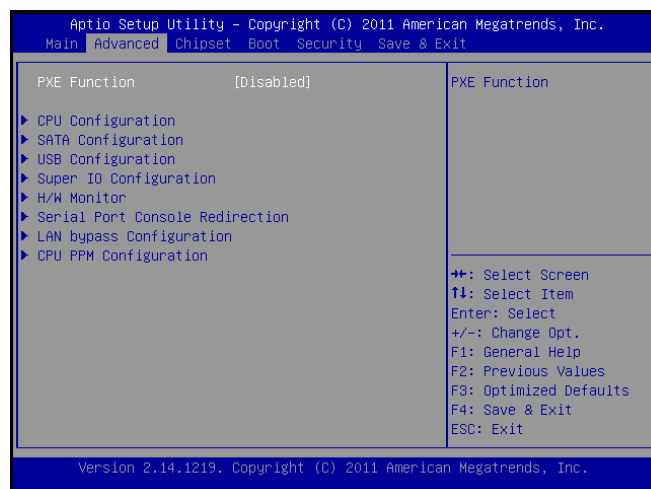 Aptio Setup Utility – Copyright (C) 2011 American Megatrends, Inc.
Main Advanced Chipset Boot Security Save & Exit
PXE Function [Disabled]
CPU Configuration
SATA Configuration
USB Configuration
Super IO Configuration
H/W Monitor
Serial Port Console Redirection
LAN bypass Configuration
CPU PPM Configuration
PXE Function
→←: Select Screen
↑↓: Select Item
Enter: Select
+/-: Change Opt.
F1: General Help
F2: Previous Values
F3: Optimized Defaults
F4: Save & Exit
ESC: Exit
Version 2.14.1219. Copyright (C) 2011 American Megatrends, Inc.